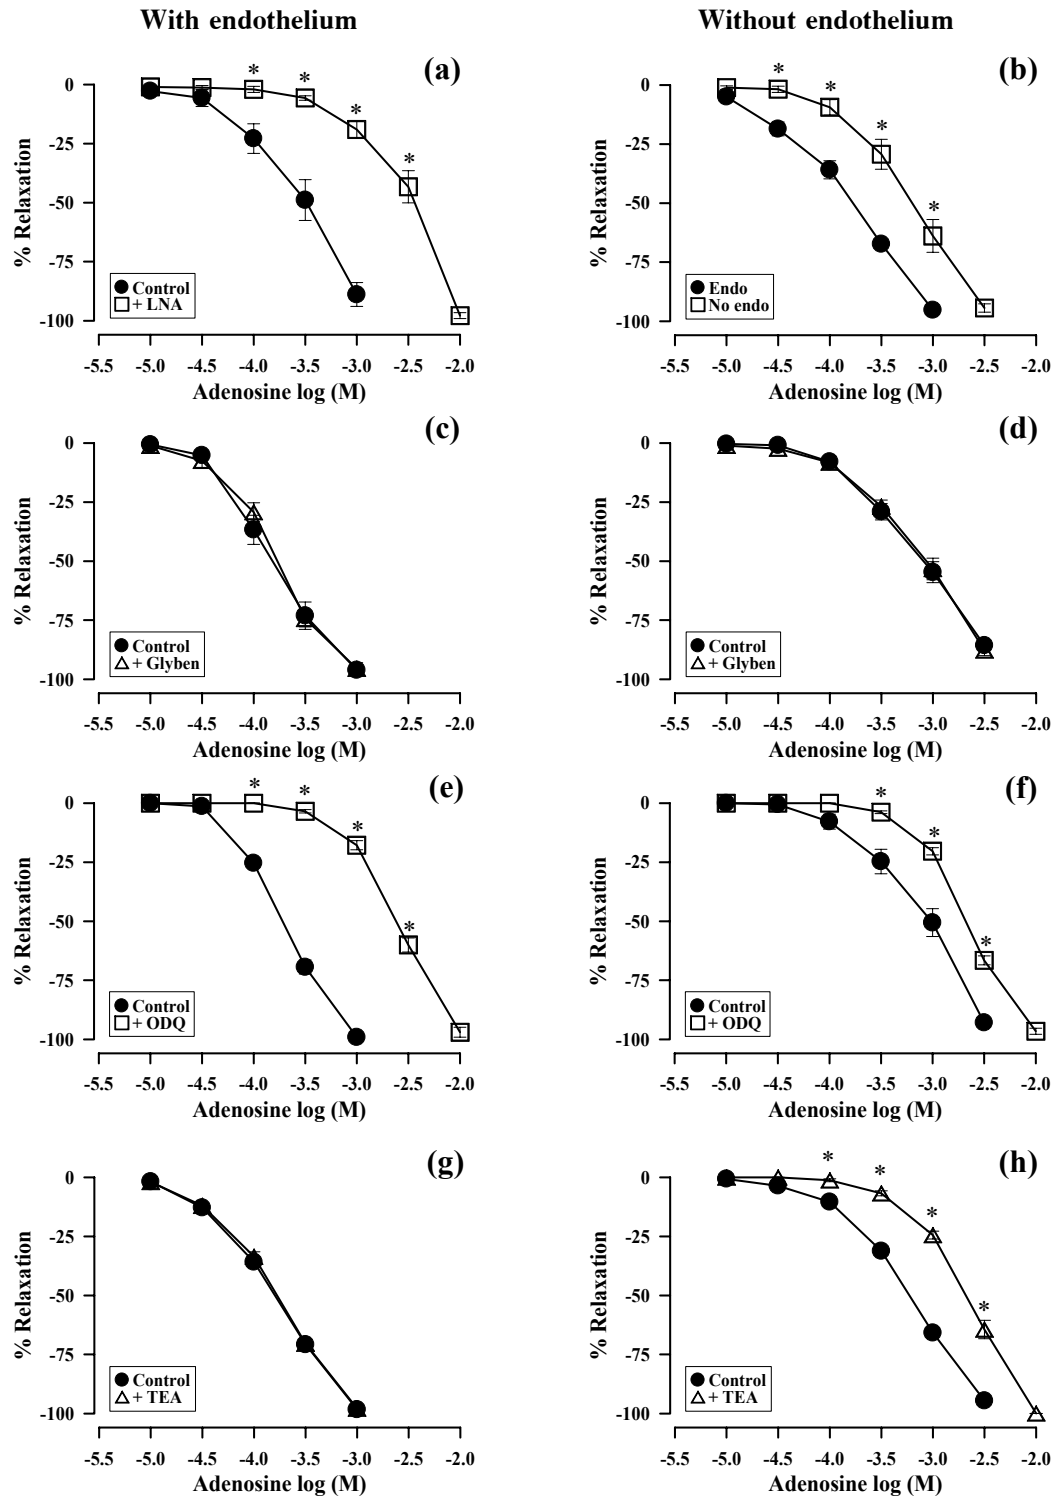 With endothelium
Without endothelium
(a)
(b)
* * * *
* * * * *
0
-25
-50
-75
-100
% Relaxation
Control
+ LNA
-5.5 -5.0 -4.5 -4.0 -3.5 -3.0 -2.5 -2.0
Adenosine log (M)
0
-25
-50
-75
-100
% Relaxation
Endo
No endo
-5.5 -5.0 -4.5 -4.0 -3.5 -3.0 -2.5 -2.0
Adenosine log (M)
(c)
0
-25
-50
-75
-100
% Relaxation
Control
+ Glyben
-5.5 -5.0 -4.5 -4.0 -3.5 -3.0 -2.5 -2.0
Adenosine log (M)
(d)
0
-25
-50
-75
-100
% Relaxation
Control
+ Glyben
-5.5 -5.0 -4.5 -4.0 -3.5 -3.0 -2.5 -2.0
Adenosine log (M)
(e)
* * * *
0
-25
-50
-75
-100
% Relaxation
Control
+ ODQ
-5.5 -5.0 -4.5 -4.0 -3.5 -3.0 -2.5 -2.0
Adenosine log (M)
(f)
* * *
0
-25
-50
-75
-100
% Relaxation
Control
+ ODQ
-5.5 -5.0 -4.5 -4.0 -3.5 -3.0 -2.5 -2.0
Adenosine log (M)
(g)
0
-25
-50
-75
-100
% Relaxation
Control
+ TEA
-5.5 -5.0 -4.5 -4.0 -3.5 -3.0 -2.5 -2.0
Adenosine log (M)
(h)
* * * *
0
-25
-50
-75
-100
% Relaxation
Control
+ TEA
-5.5 -5.0 -4.5 -4.0 -3.5 -3.0 -2.5 -2.0
Adenosine log (M)